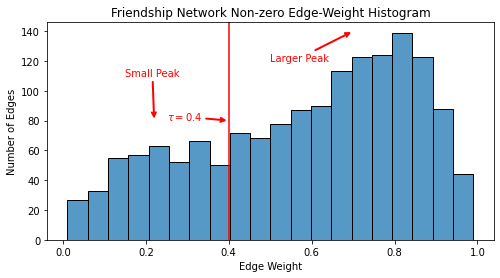 Friendship Network Non-zero Edge-Weight Histogram
140
120
100
80
60
40
20
0
Number of Edges
Small Peak
Larger Peak
τ = 0.4
0.0 0.2 0.4 0.6 0.8 1.0
Edge Weight